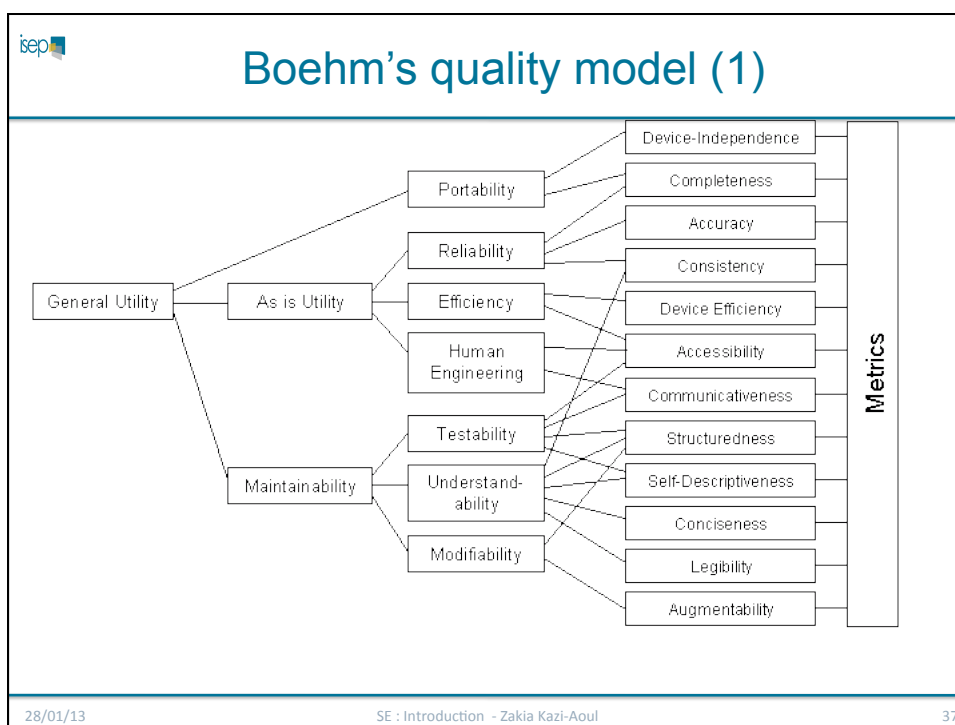 isep
Boehm's quality model (1)
Device-Independence
Portability
Completeness
Accuracy
Reliability
Consistency
General Utility
As is Utility
Efficiency
Device Efficiency
Human
Engineering
Accessibility
Communicativeness
Testability
Structuredness
Maintainability
Understand-
ability
Self-Descriptiveness
Conciseness
Modifiability
Legibility
Augmentability
Metrics
28/01/13
SE : Introduction - Zakia Kazi-Aoul
37